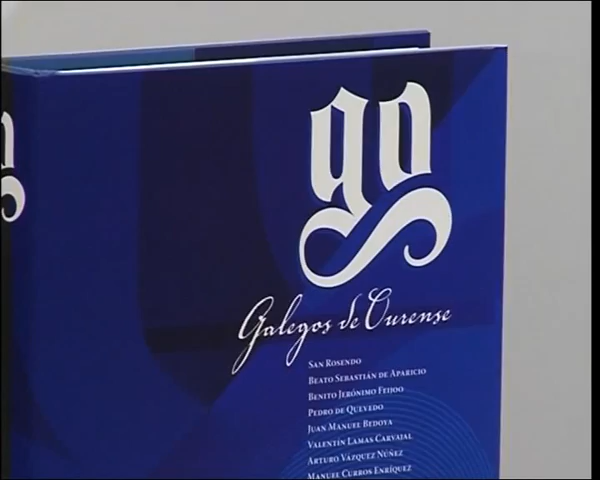 go
Galegos de Ourense
SAN ROSENDO
BEATO SEBASTIÁN DE APARICIO
BENITO JERÓNIMO FEIJOO
PEDRO DE QUEVEDO
JUAN MANUEL BEDOYA
VALENTÍN LAMAS CARVAJAL
ARTURO VÁZQUEZ NÚÑEZ
MANUEL CURROS ENRÍQUEZ